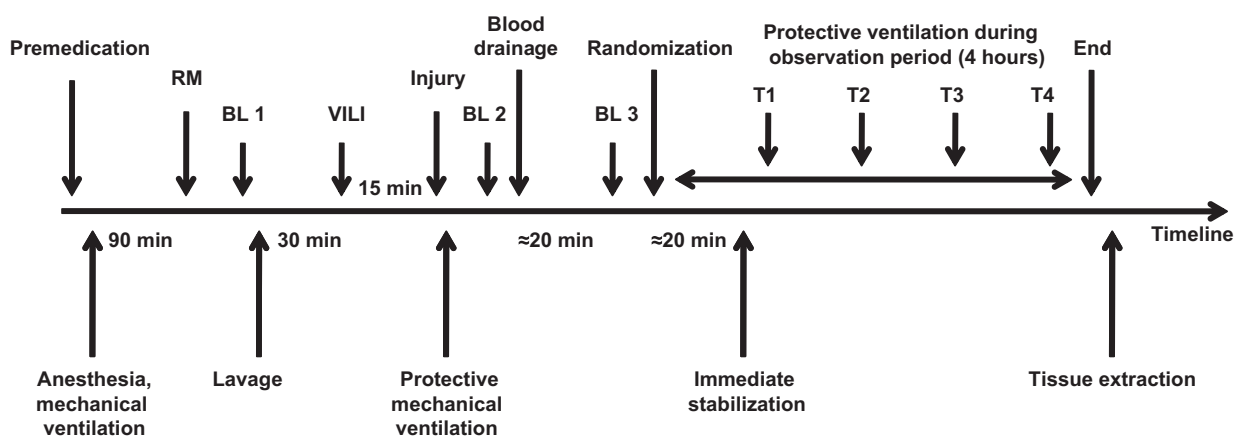 Premedication
RM
BL 1
VILI
15 min
Injury
BL 2
Blood
drainage
BL 3
Randomization
Protective ventilation during
observation period (4 hours)
T1
T2
T3
T4
End
90 min
30 min
≈20 min
≈20 min
Timeline
Anesthesia,
mechanical
ventilation
Lavage
Protective
mechanical
ventilation
Immediate
stabilization
Tissue extraction